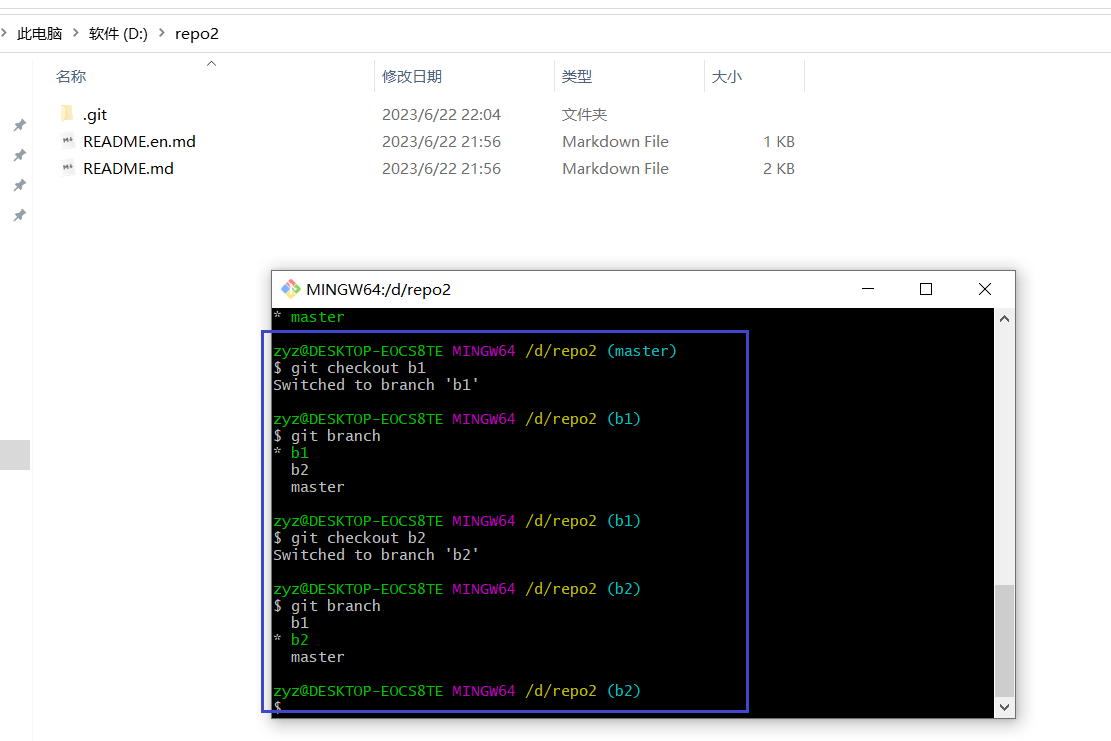 此电脑 > 软件 (D:) > repo2
名称 修改日期 类型 大小
.git 2023/6/22 22:04 文件夹
README.en.md 2023/6/22 21:56 Markdown File 1 KB
README.md 2023/6/22 21:56 Markdown File 2 KB
MINGW64:/d/repo2
* master
zyz@DESKTOP-EOCS8TE MINGW64 /d/repo2 (master)
$ git checkout b1
Switched to branch 'b1'
zyz@DESKTOP-EOCS8TE MINGW64 /d/repo2 (b1)
$ git branch
* b1
b2
master
zyz@DESKTOP-EOCS8TE MINGW64 /d/repo2 (b1)
$ git checkout b2
Switched to branch 'b2'
zyz@DESKTOP-EOCS8TE MINGW64 /d/repo2 (b2)
$ git branch
b1
* b2
master
zyz@DESKTOP-EOCS8TE MINGW64 /d/repo2 (b2)
$